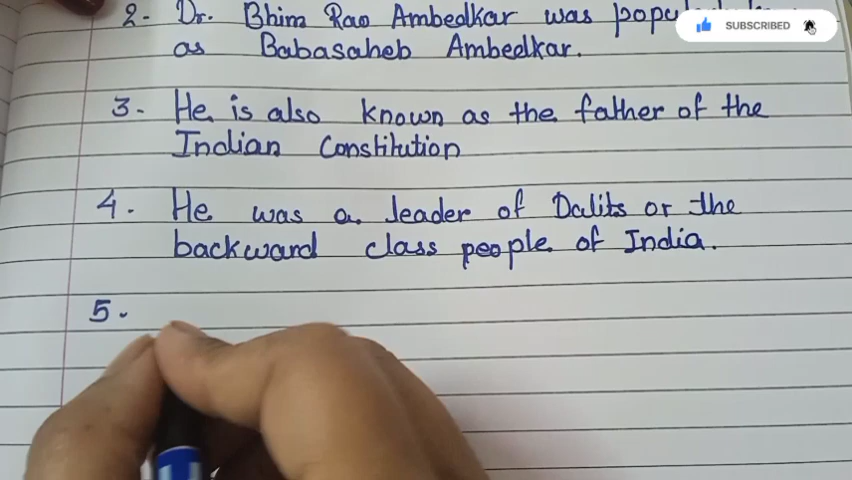 2- Dr. Bhim Rao Ambedkar was
as Babasaheb Ambedkar.
SUBSCRIBED
3- He is also known as the father of the
Indian Constitution
4. He was a leader of Dalits or the
backward class people of India.
5.